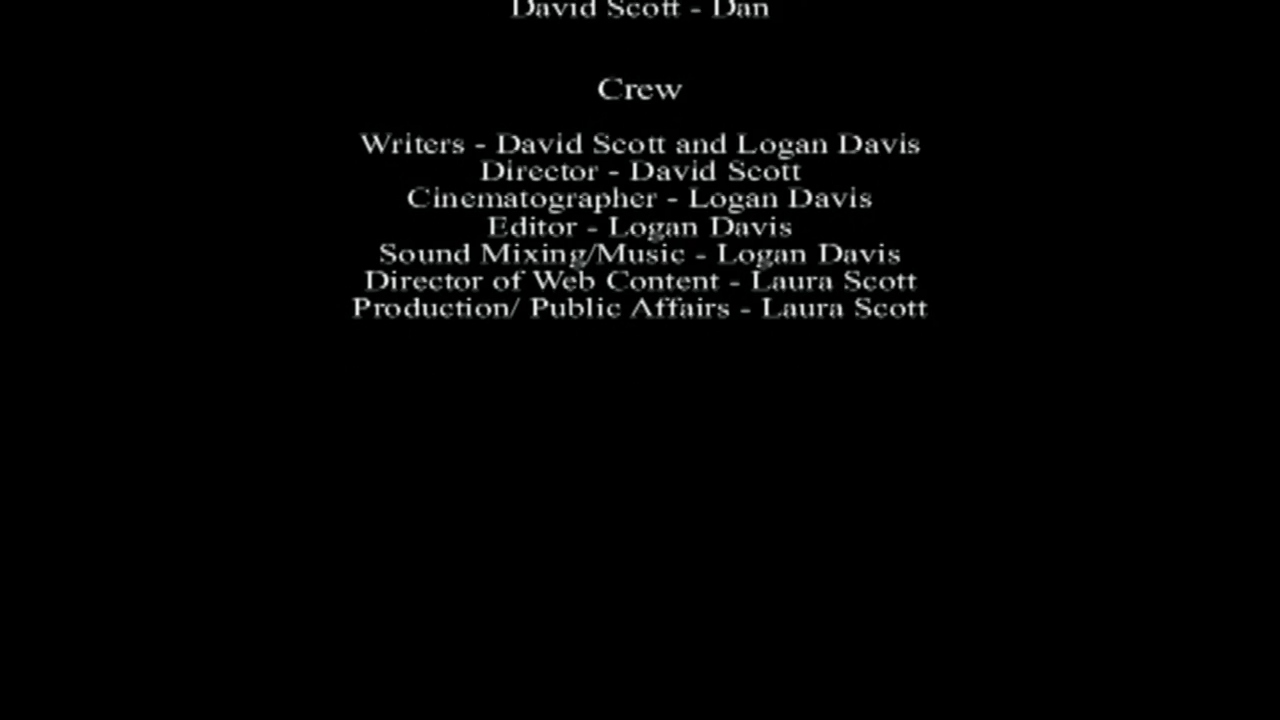 David Scott - Dan
Crew
Writers - David Scott and Logan Davis
Director - David Scott
Cinematographer - Logan Davis
Editor - Logan Davis
Sound Mixing/Music - Logan Davis
Director of Web Content - Laura Scott
Production/ Public Affairs - Laura Scott